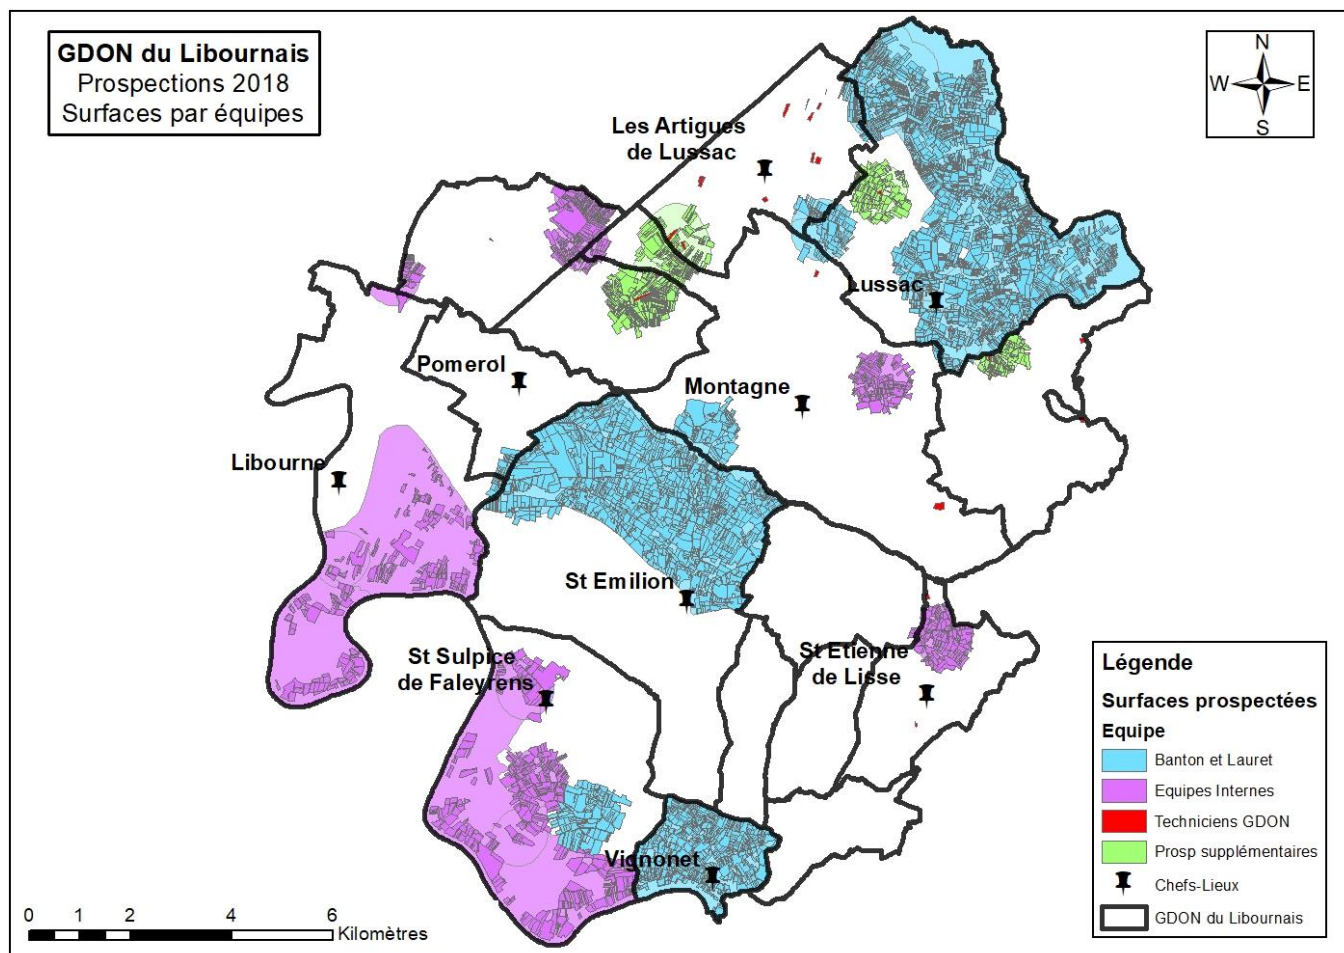 GDON du Libournais
Prospections 2018
Surfaces par équipes
N
W
E
S
Les Artigues
de Lussac
Lussac
Pomerol
Montagne
Libourne
St Emilion
St Sulpice
de Faleyrens
St Etienne
de Lisse
Vignonet
Légende
Surfaces prospectées
Equipe
Banton et Lauret
Equipes Internes
Techniciens GDON
Prosp supplémentaires
Chefs-Lieux
GDON du Libournais
0 1 2 4 6
Kilomètres